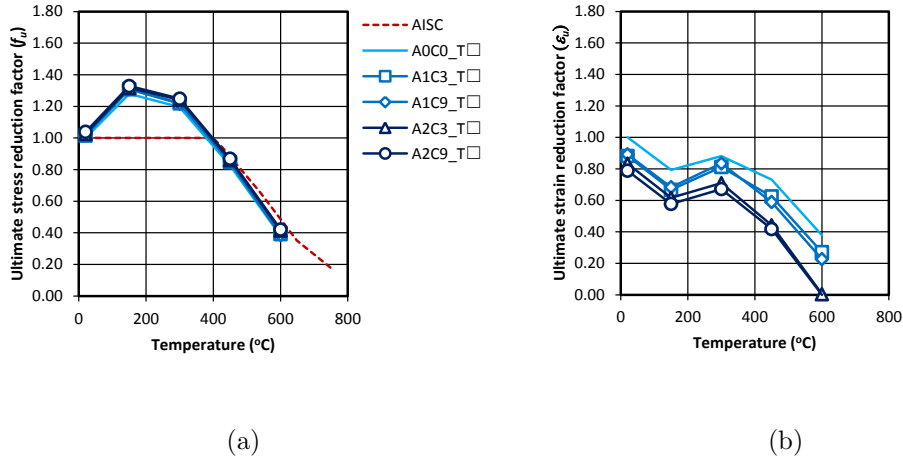 Ultimate stress reduction factor (fu)
1.80
1.60
1.40
1.20
1.00
0.80
0.60
0.40
0.20
0.00
0 200 400 600 800
Temperature (oC)
AISC
A0C0_T□
A1C3_T□
A1C9_T□
A2C3_T□
A2C9_T□
Ultimate strain reduction factor (εu)
1.80
1.60
1.40
1.20
1.00
0.80
0.60
0.40
0.20
0.00
0 200 400 600 800
Temperature (oC)
(a) (b)